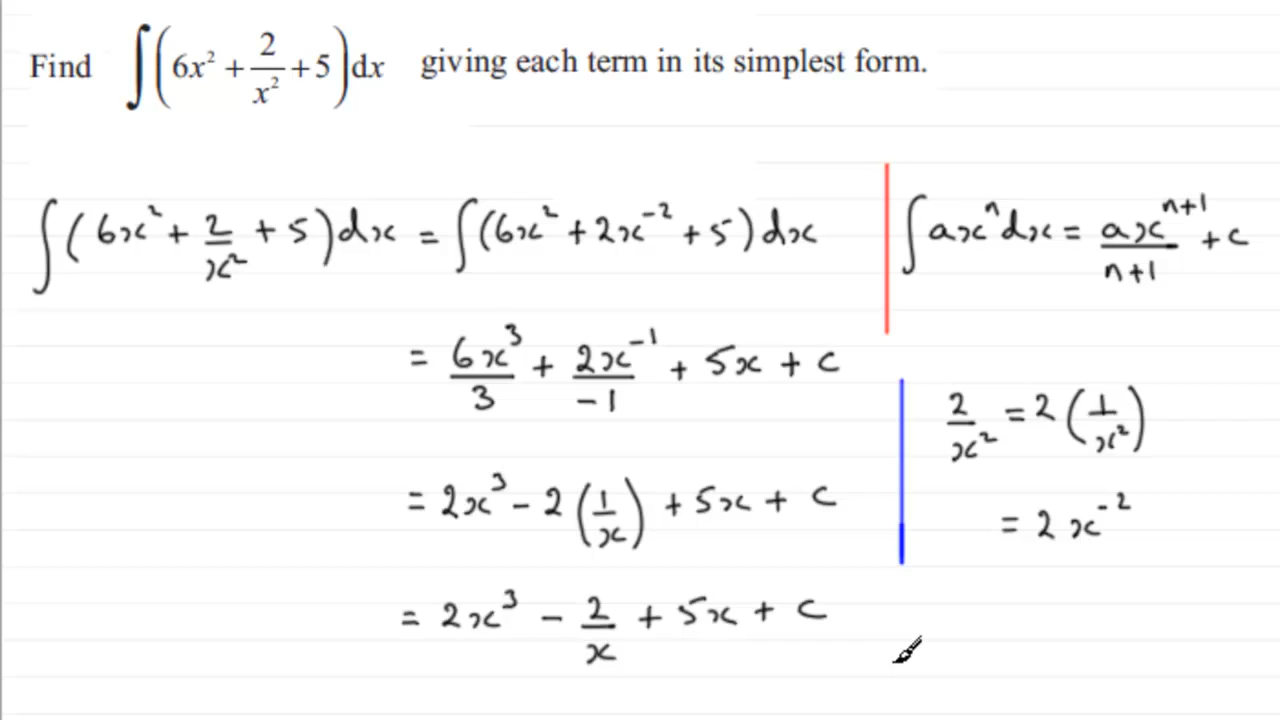 Find ∫(6x² + 2/x² + 5)dx giving each term in its simplest form.
∫(6x² + 2/x² + 5)dx = ∫(6x² + 2x⁻² + 5)dx
= 6x³/3 + 2x⁻¹/-1 + 5x + c
= 2x³ - 2(1/x) + 5x + c
= 2x³ - 2/x + 5x + c
∫axⁿdx = axⁿ⁺¹/n+1 + c
2/x² = 2(1/x²)
= 2x⁻²